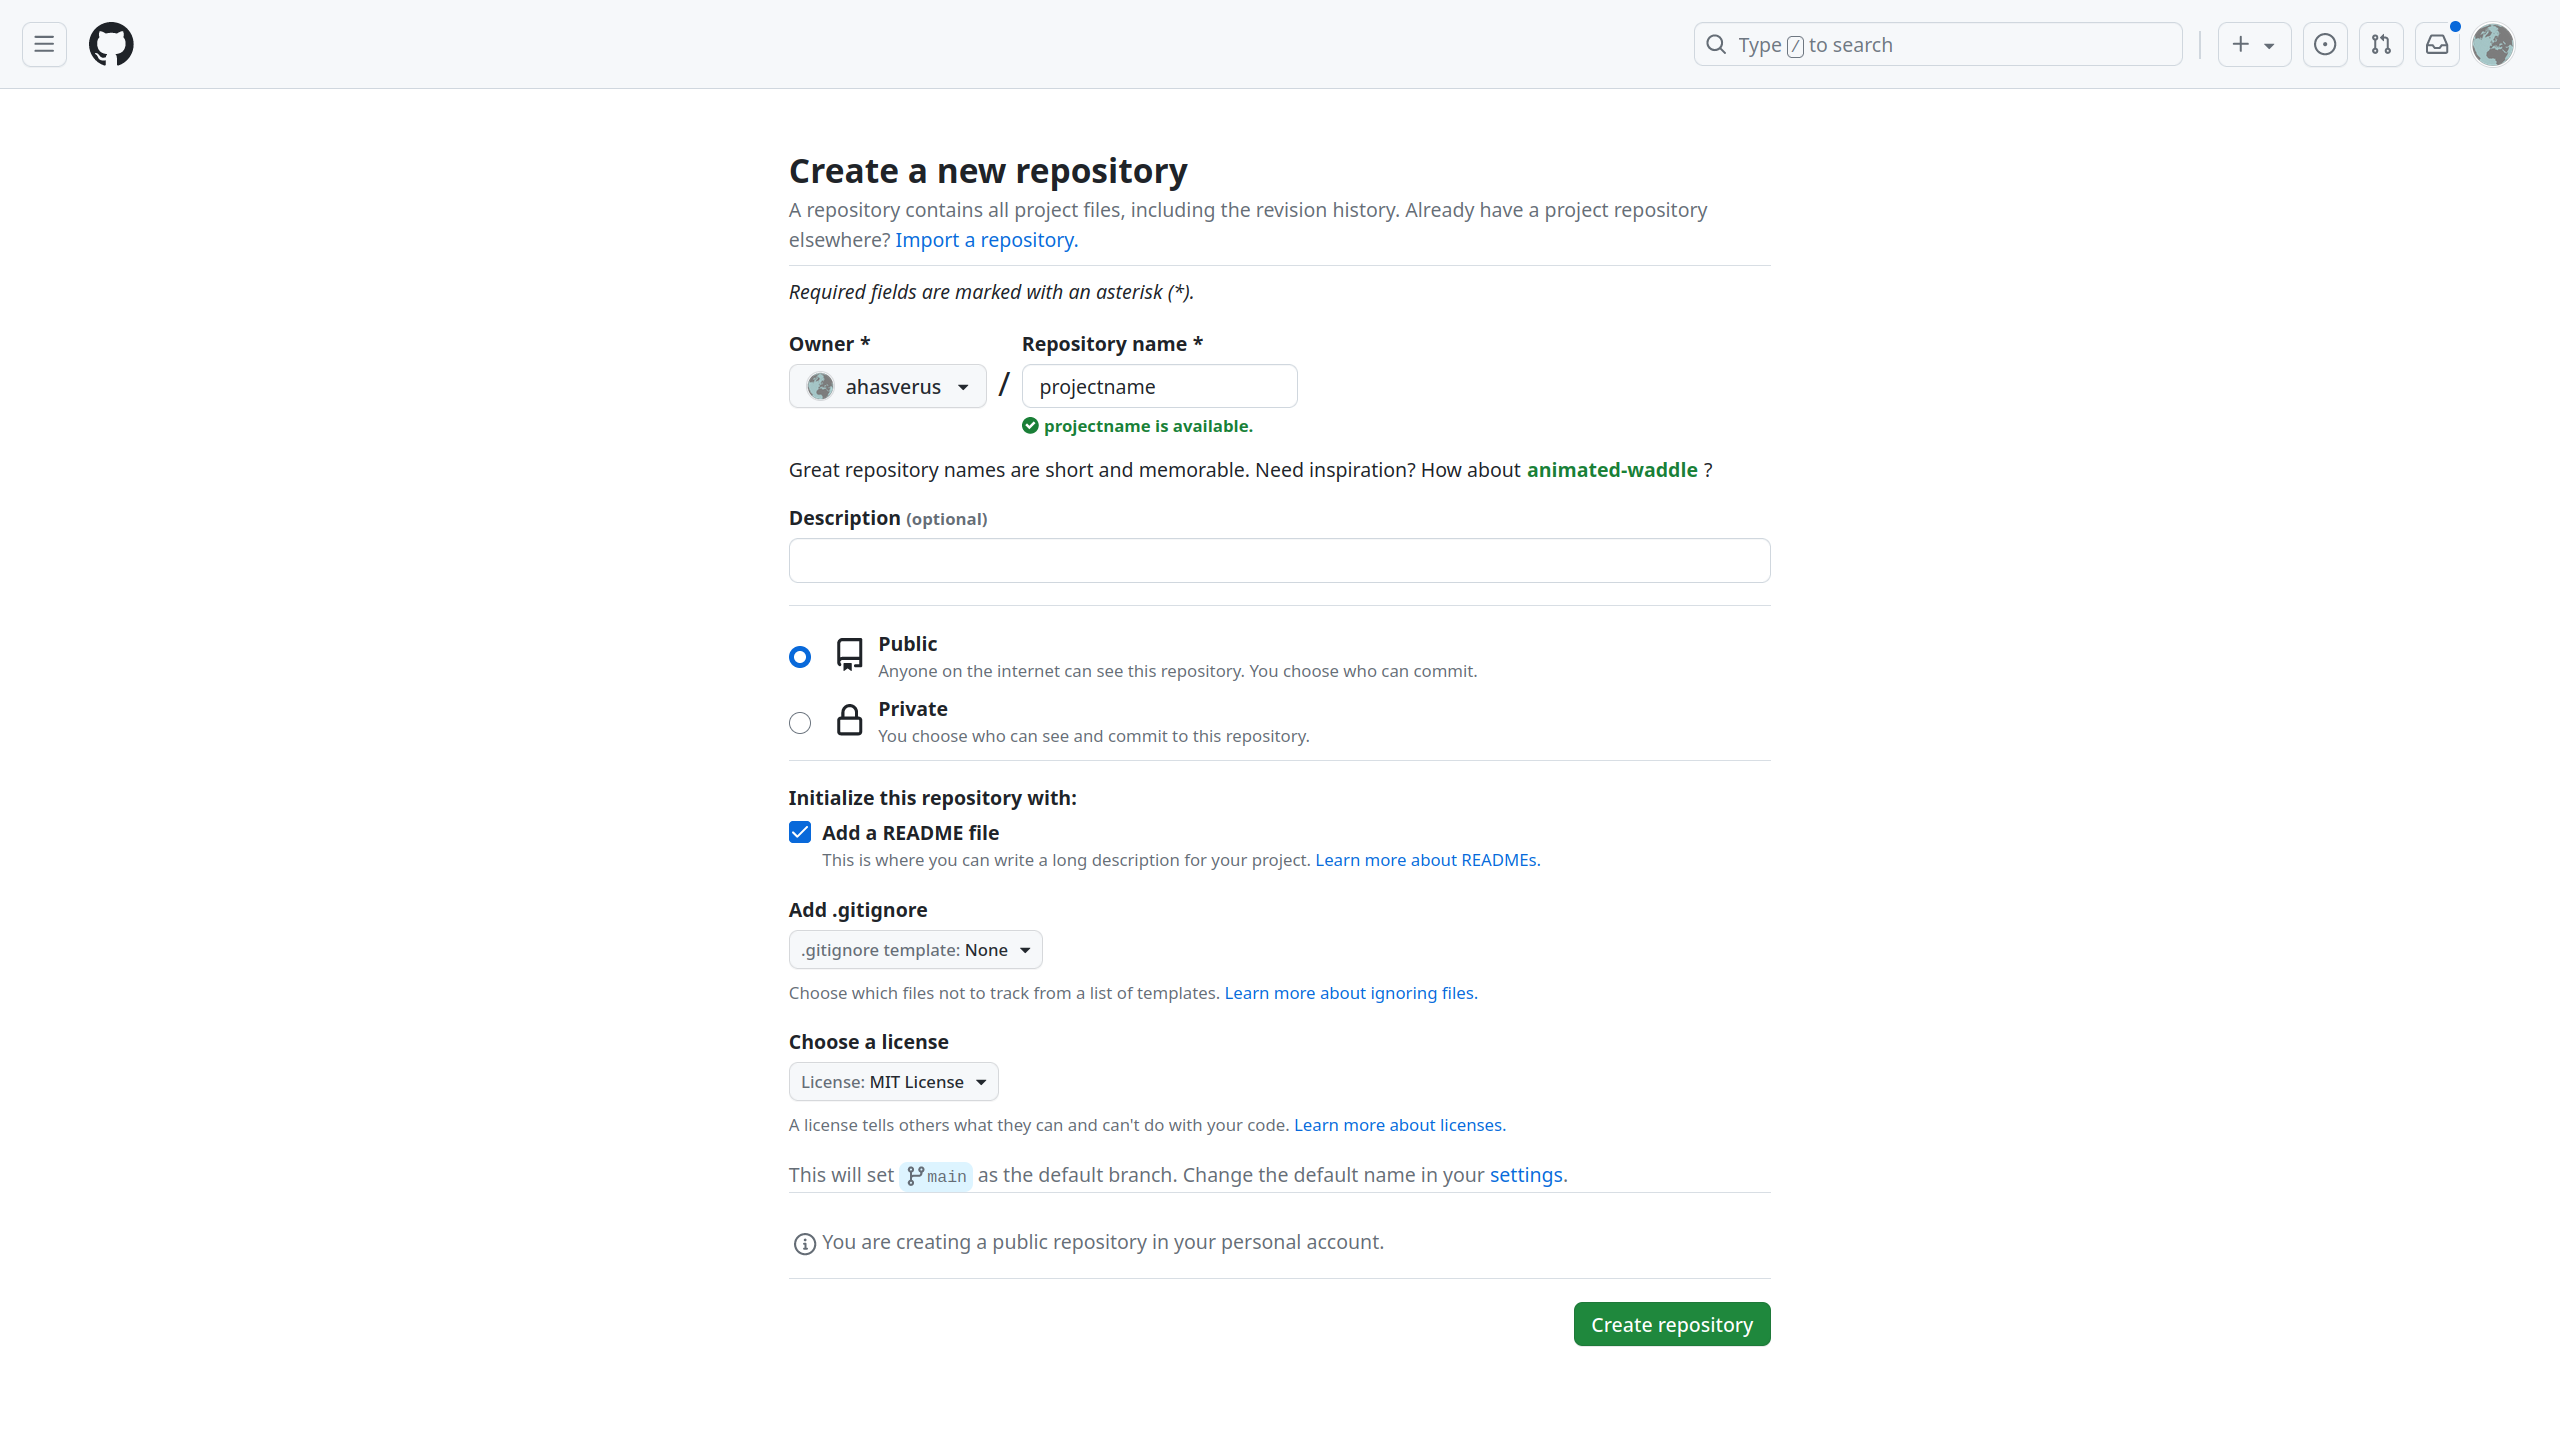 Type / to search
Create a new repository
A repository contains all project files, including the revision history. Already have a project repository
elsewhere? Import a repository.
Required fields are marked with an asterisk (*).
Owner * Repository name *
ahasverus / projectname
projectname is available.
Great repository names are short and memorable. Need inspiration? How about animated-waddle ?
Description (optional)
Public
Anyone on the internet can see this repository. You choose who can commit.
Private
You choose who can see and commit to this repository.
Initialize this repository with:
Add a README file
This is where you can write a long description for your project. Learn more about READMEs.
Add .gitignore
.gitignore template: None
Choose which files not to track from a list of templates. Learn more about ignoring files.
Choose a license
License: MIT License
A license tells others what they can and can't do with your code. Learn more about licenses.
This will set main as the default branch. Change the default name in your settings.
You are creating a public repository in your personal account.
Create repository